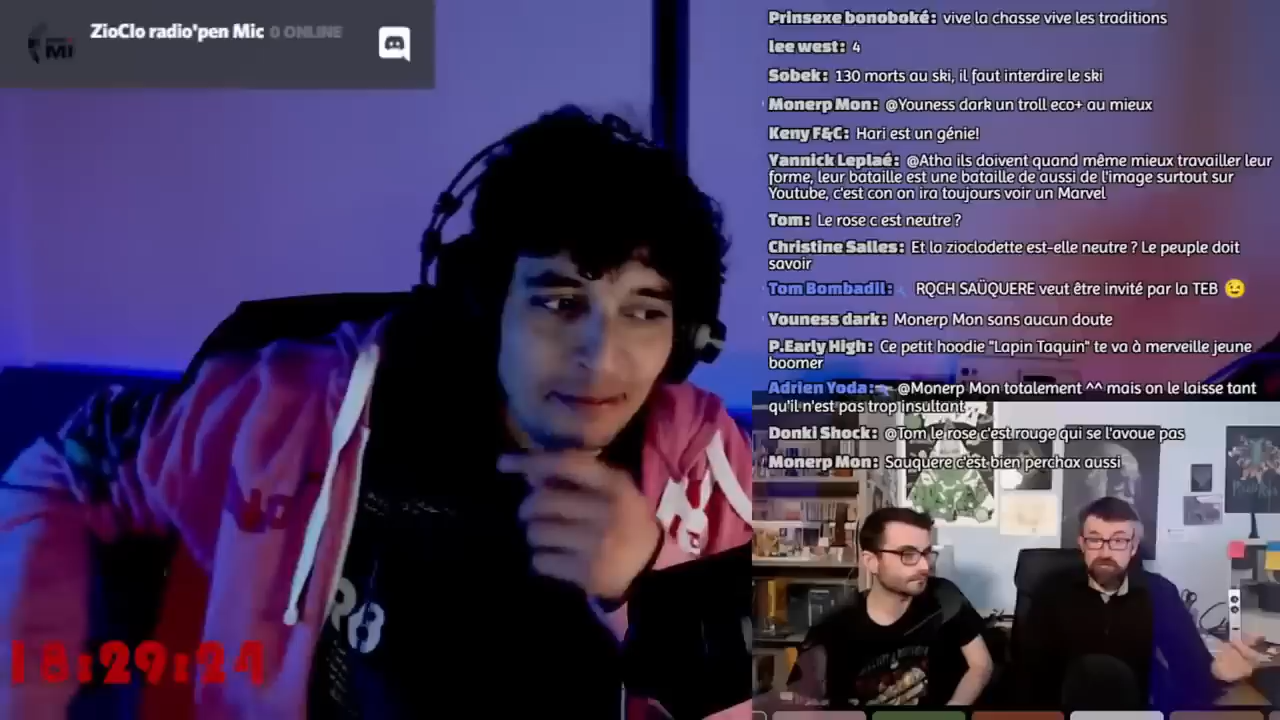 ZioClo radio'pen Mic 0 ONLINE
MI
Prinsexe bonoboké: vive la chasse vive les traditions
lee west: 4
Sobek: 130 morts au ski, il faut interdire le ski
Monerp Mon: @Youness dark un troll eco+ au mieux
Keny F&C: Hari est un génie!
Yannick Leplaé: @Atha ils doivent quand même mieux travailler leur
forme, leur bataille est une bataille de aussi de l'image surtout sur
Youtube, c'est con on ira toujours voir un Marvel
Tom: Le rose c est neutre ?
Christine Salles: Et la zioclodette est-elle neutre ? Le peuple doit
savoir
Tom Bombadil: RQCH SAÜQUERE veut être invité par la TEB 😉
Youness dark: Monerp Mon sans aucun doute
P.Early High: Ce petit hoodie "Lapin Taquin" te va à merveille jeune
boomer
Adrien Yoda: @Monerp Mon totalement ^^ mais on le laisse tant
qu'il n'est pas trop insultant
Donki Shock: @Tom le rose c'est rouge qui se l'avoue pas
Monerp Mon: Sauquere c'est bien perchax aussi
18:29:24